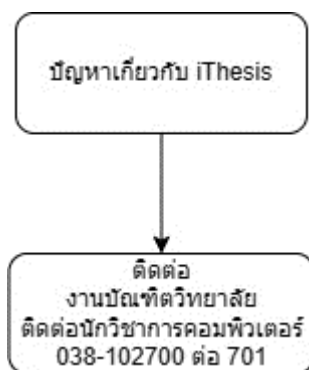 ปัญหาเกี่ยวกับ iThesis
ติดต่อ
งานบัณฑิตวิทยาลัย
ติดต่อนักวิชาการคอมพิวเตอร์
038-102700 ต่อ 701